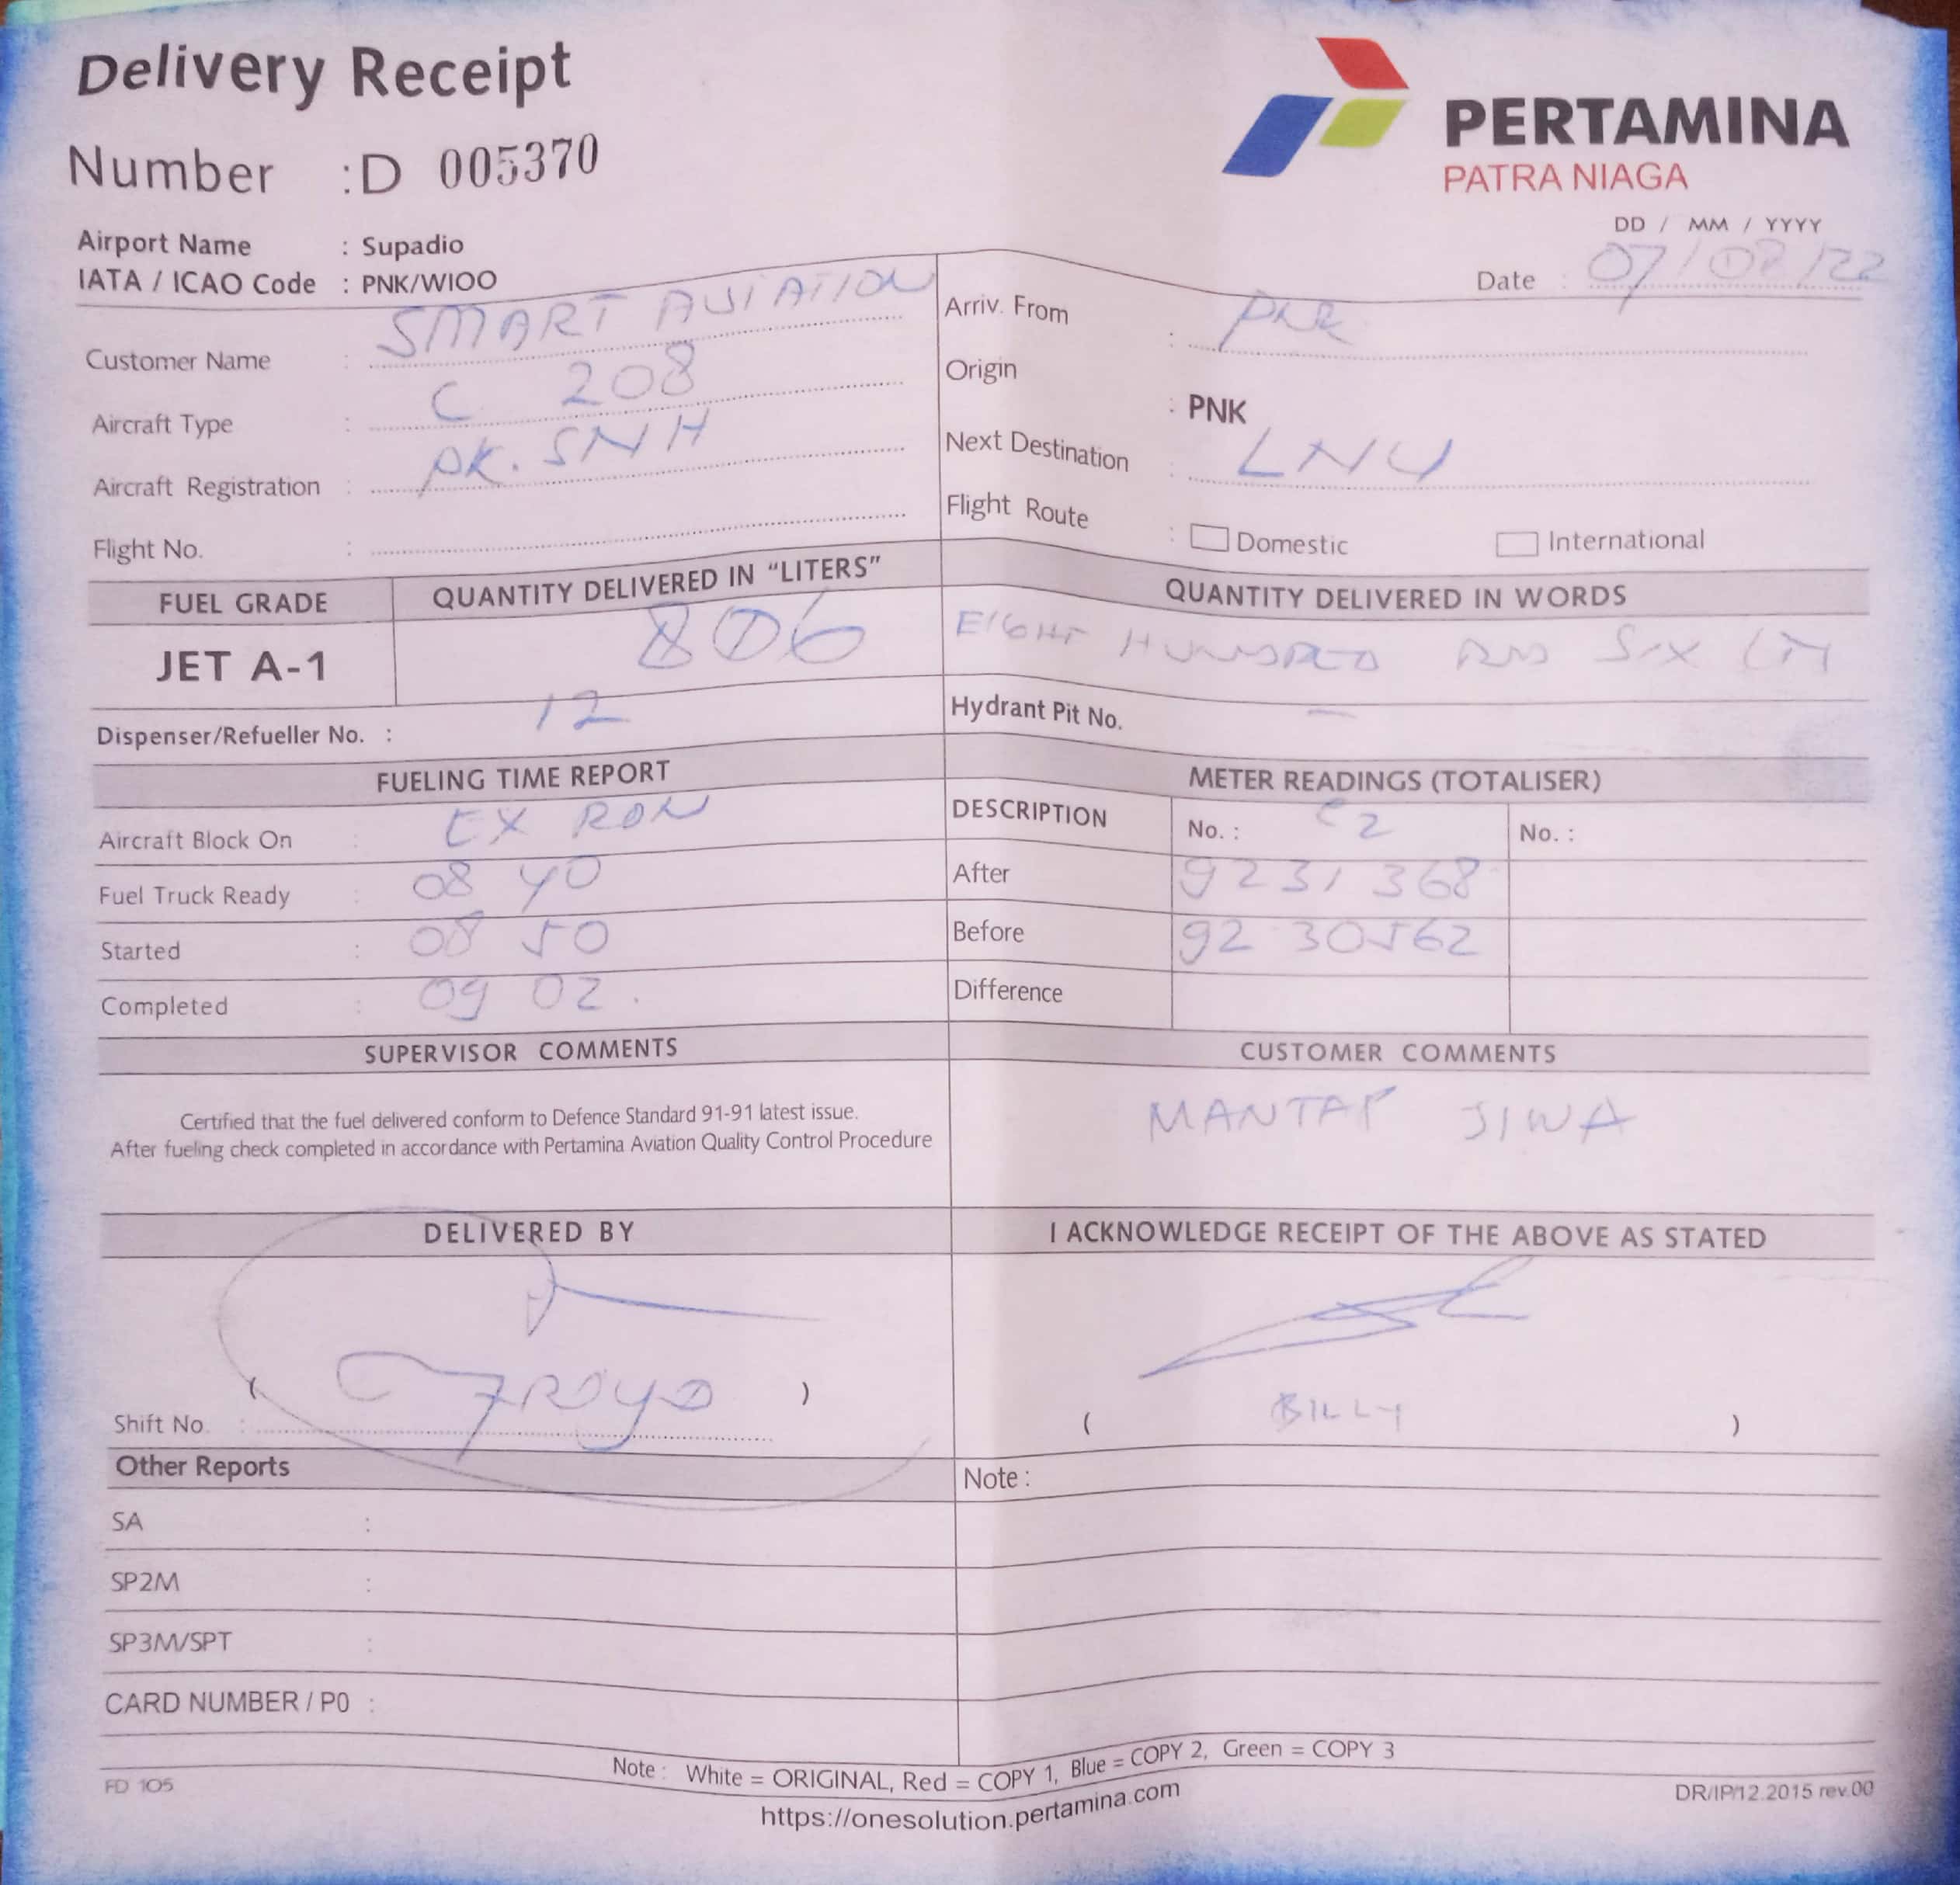 Delivery Receipt
Number : D 005370
PERTAMINA
PATRA NIAGA
Airport Name : Supadio
IATA / ICAO Code : PNK/WIOO
DD / MM / YYYY
Date : 07/02/22
Customer Name : SMART AVIATION
Aircraft Type : C 208
Aircraft Registration : PK. SNH
Flight No. :
Arriv. From :
Origin : PNK
Next Destination : LNU
Flight Route : Domestic International
FUEL GRADE QUANTITY DELIVERED IN "LITERS" QUANTITY DELIVERED IN WORDS
JET A-1 806 EIGHT HUNDRED AND SIX
Dispenser/Refueller No. : 12 Hydrant Pit No. –
FUELING TIME REPORT
Aircraft Block On : EX RON
Fuel Truck Ready : 08 40
Started : 08 50
Completed : 09 02.
METER READINGS (TOTALISER)
DESCRIPTION No. : 2 No. :
After 9231368
Before 9230562
Difference
SUPERVISOR COMMENTS
Certified that the fuel delivered conform to Defence Standard 91-91 latest issue.
After fueling check completed in accordance with Pertamina Aviation Quality Control Procedure
CUSTOMER COMMENTS
MANTAP JIWA
DELIVERED BY
( )
Shift No. :
I ACKNOWLEDGE RECEIPT OF THE ABOVE AS STATED
( BILLY )
Other Reports
SA :
SP2M :
SP3M/SPT :
CARD NUMBER / P0 :
Note :
Note : White = ORIGINAL, Red = COPY 1, Blue = COPY 2, Green = COPY 3
https://onesolution.pertamina.com
FD 105
DR/IP/12.2015 rev.00